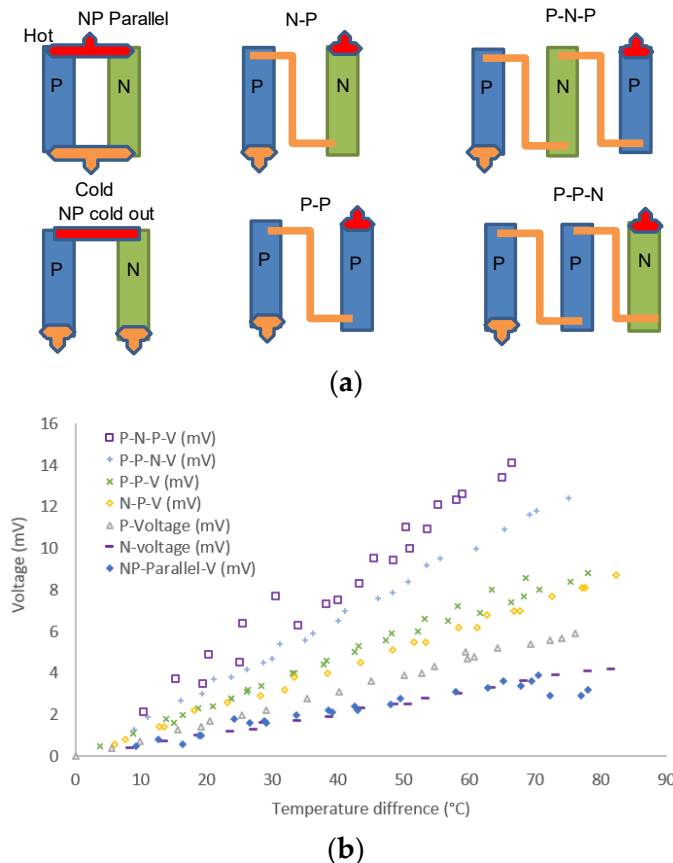 NP Parallel
N-P
P-N-P
Hot
P
N
P
N
P
N
P
Cold
NP cold out
P-P
P-P-N
P
N
P
P
P
P
N
(a)
16
14
12
10
8
6
4
2
0
Voltage (mV)
P-N-P-V (mV)
P-P-N-V (mV)
P-P-V (mV)
N-P-V (mV)
P-Voltage (mV)
N-voltage (mV)
NP-Parallel-V (mV)
0 10 20 30 40 50 60 70 80 90
Temperature diffrence (°C)
(b)